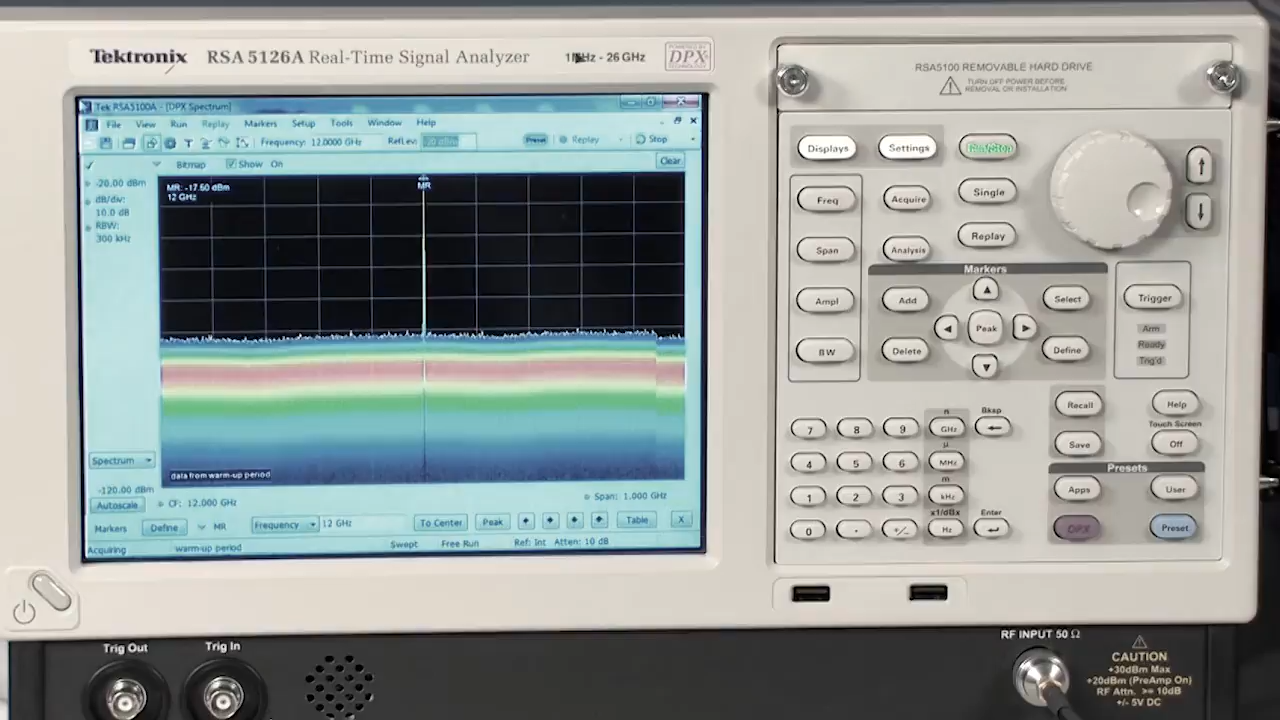 Tektronix RSA 5126A Real-Time Signal Analyzer
- 26 GHz
POWERED BY
DPX
TECHNOLOGY
RSA5100 REMOVABLE HARD DRIVE
TURN OFF POWER BEFORE
REMOVAL OR INSTALLATION
Tek RSA5100A - [DPX Spectrum]
File View Run Replay Markers Setup Tools Window Help
Frequency: 12.0000 GHz RefLev: Preset Replay Stop
Bitmap Show On Clear
-20.00 dBm
dB/div:
10.0 dB
RBW:
300 kHz
MR: -17.50 dBm
12 GHz
MR
data from warm-up period
Spectrum
-120.00 dBm
Autoscale CF: 12.000 GHz Span: 1.000 GHz
Markers Define MR Frequency 12 GHz To Center Peak Table X
Acquiring warm-up period Swept Free Run Ref: Int Atten: 10 dB
Displays Settings Run/Stop
Freq Acquire Single
Span Analysis Replay
Markers
Ampl Add Peak Select
BW Delete Define
Trigger
Arm
Ready
Trig'd
n Bksp
7 8 9 GHz
µ
4 5 6 MHz
m
1 2 3 kHz
x1/dBx Enter
0 . +/- Hz
Recall Help
Touch Screen
Save Off
Presets
Apps User
DPX Preset
Trig Out Trig In
RF INPUT 50 Ω
CAUTION
+30dBm Max
+20dBm (PreAmp On)
RF Attn. >= 10dB
+/- 5V DC